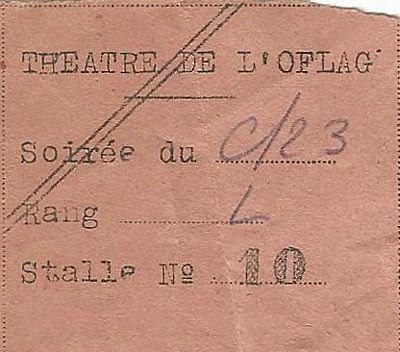 THEATRE DE L'OFLAG
Soirée du C/23
Rang L
Stalle Nº 10